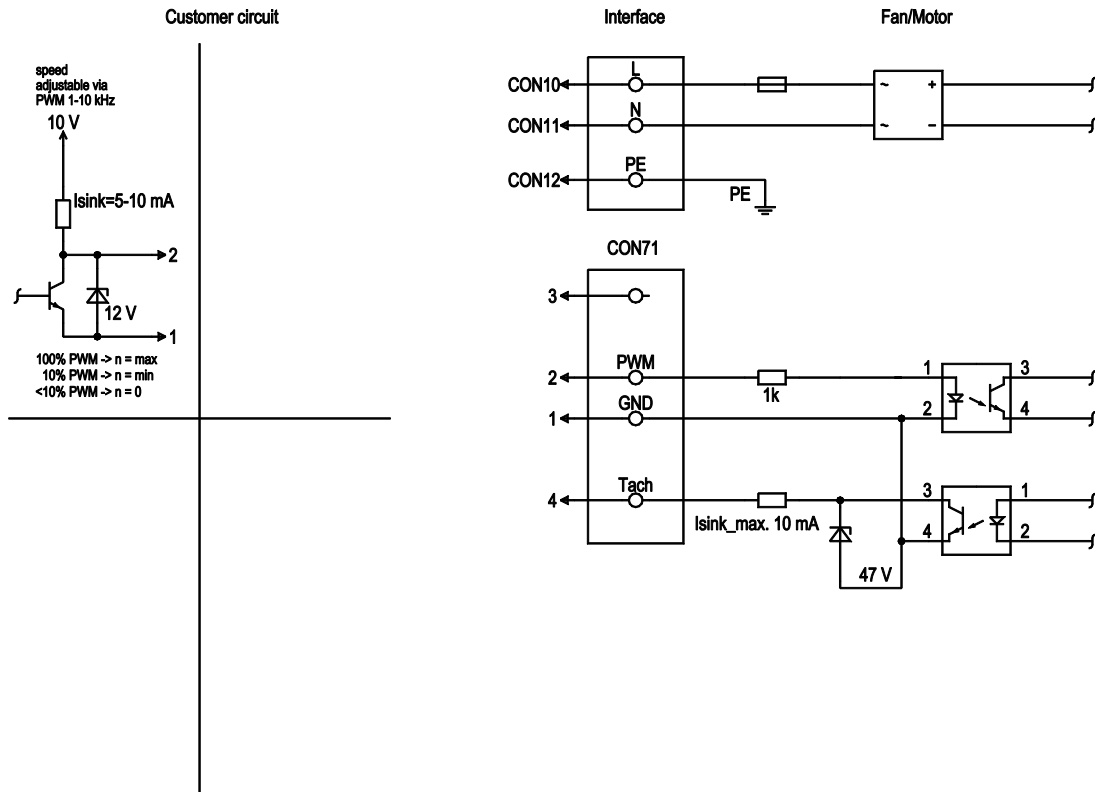 Customer circuit
Interface
Fan/Motor
speed
adjustable via
PWM 1-10 kHz
10 V
Isink=5-10 mA
2
12 V
1
100% PWM -> n = max
10% PWM -> n = min
<10% PWM -> n = 0
L
CON10
~ +
N
CON11
~ −
PE
CON12
PE
CON71
3
PWM
2
1k
1 3
GND
1
2 4
Tach
4
Isink_max. 10 mA
3 1
4 2
47 V